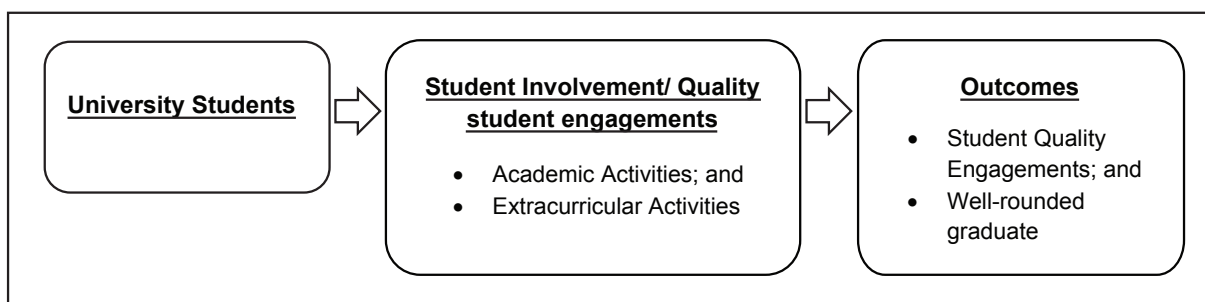 University Students
Student Involvement/ Quality
student engagements
• Academic Activities; and
• Extracurricular Activities
Outcomes
• Student Quality
Engagements; and
• Well-rounded
graduate